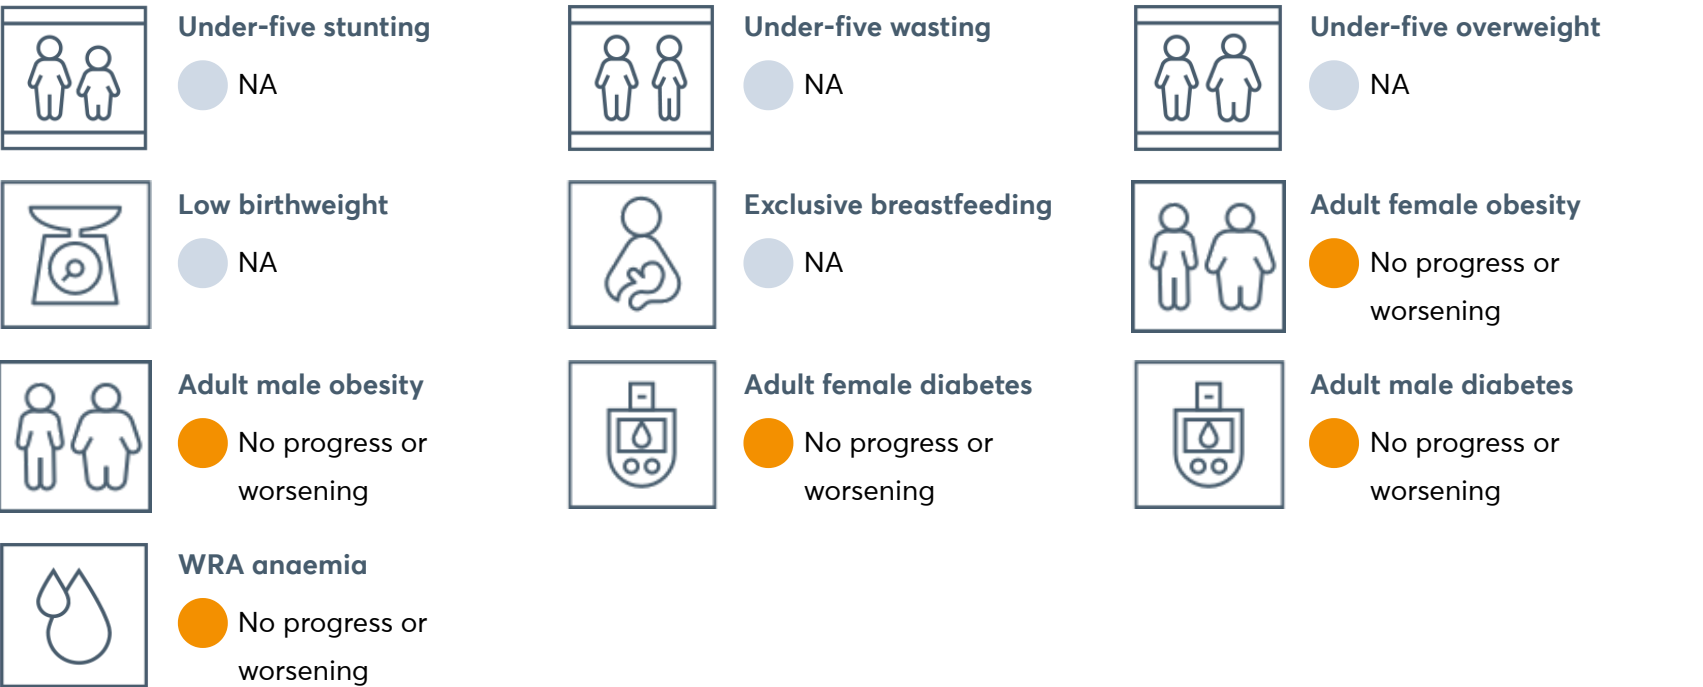 Under-five stunting
NA
Under-five wasting
NA
Under-five overweight
NA
Low birthweight
NA
Exclusive breastfeeding
NA
Adult female obesity
No progress or
worsening
Adult male obesity
No progress or
worsening
Adult female diabetes
No progress or
worsening
Adult male diabetes
No progress or
worsening
WRA anaemia
No progress or
worsening